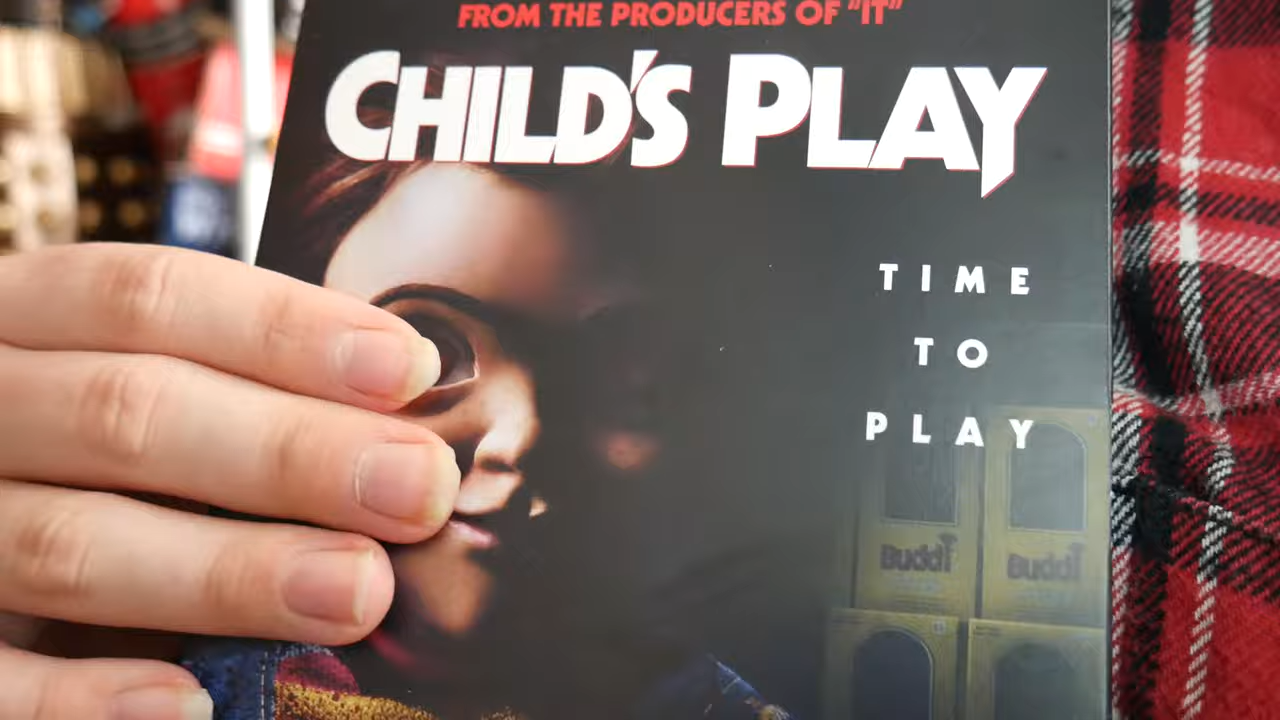 FROM THE PRODUCERS OF "IT"
CHILD'S PLAY
TIME
TO
PLAY
Buddi
Buddi